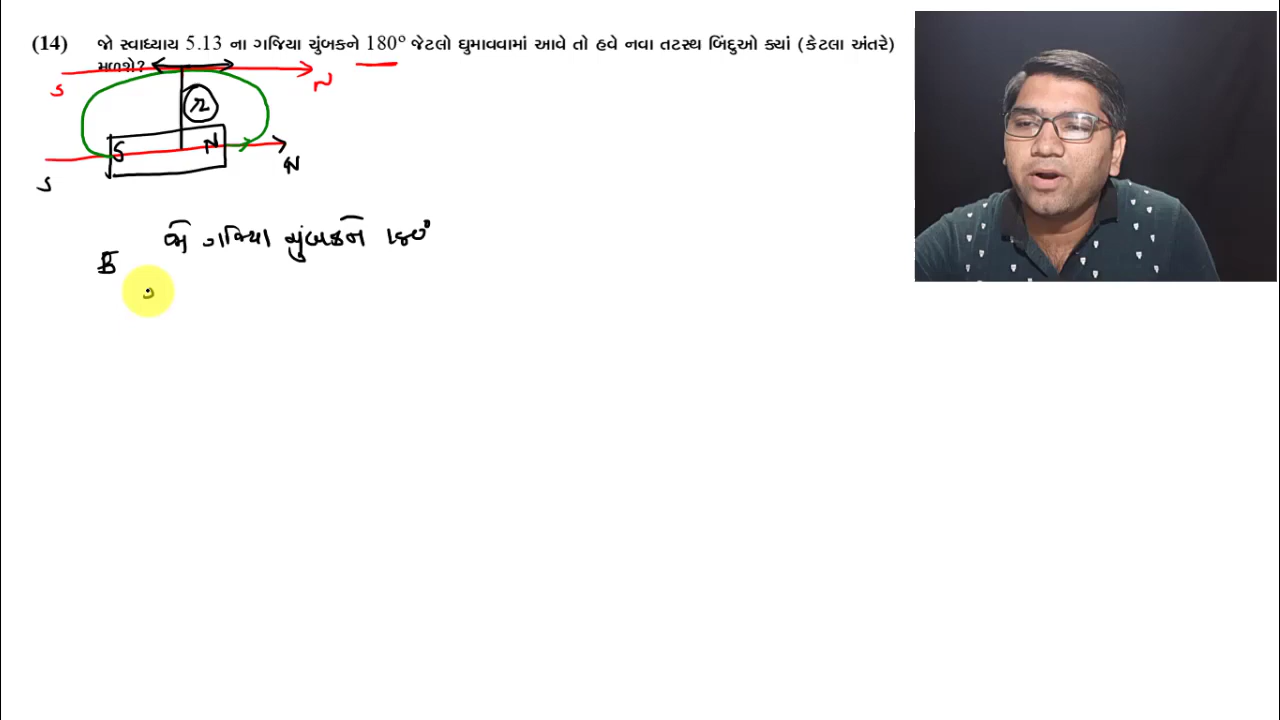 (14) જો સ્વાધ્યાય 5.13 ના ગજિયા ચુંબકને 180° જેટલો ઘુમાવવામાં આવે તો હવે નવા તટસ્થ બિંદુઓ ક્યાં (કેટલા અંતરે)
મળશે?
S N
r
S N
S N
જો ગજિયા ચુંબકને 180°